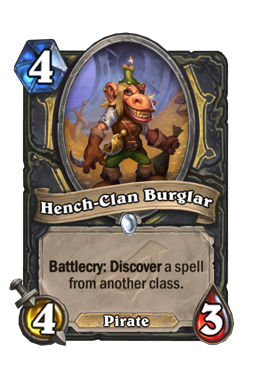 4
Hench-Clan Burglar
Battlecry: Discover a spell
from another class.
4
Pirate
3